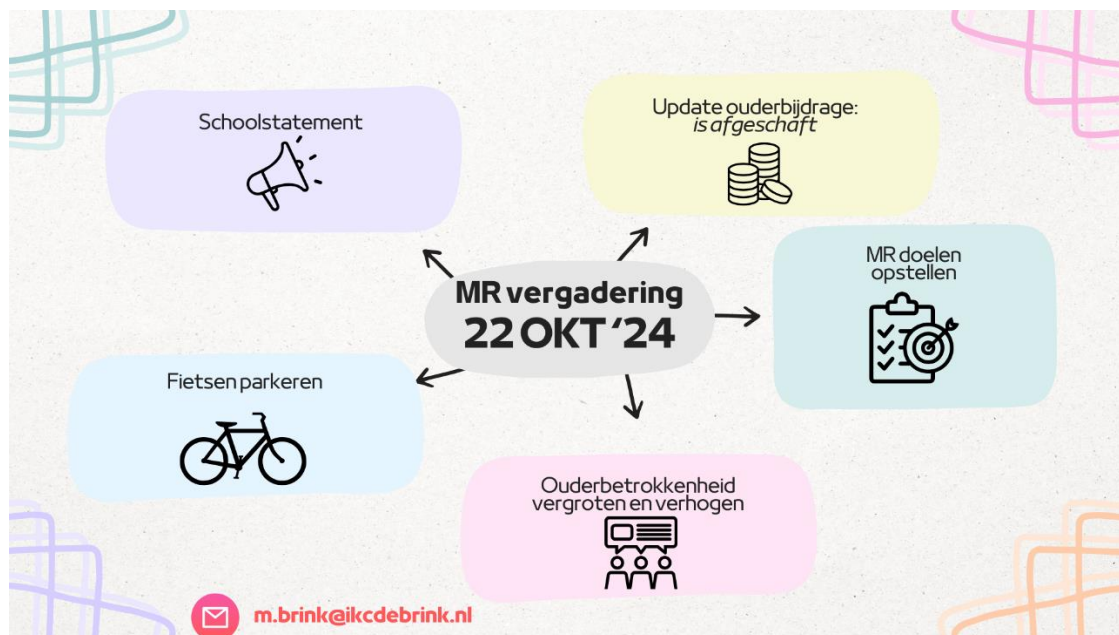 Schoolstatement
Update ouderbijdrage:
is afgeschaft
MR doelen
opstellen
MR vergadering
22 OKT ‘24
Fietsen parkeren
Ouderbetrokkenheid
vergroten en verhogen
m.brink@ikcdebrink.nl